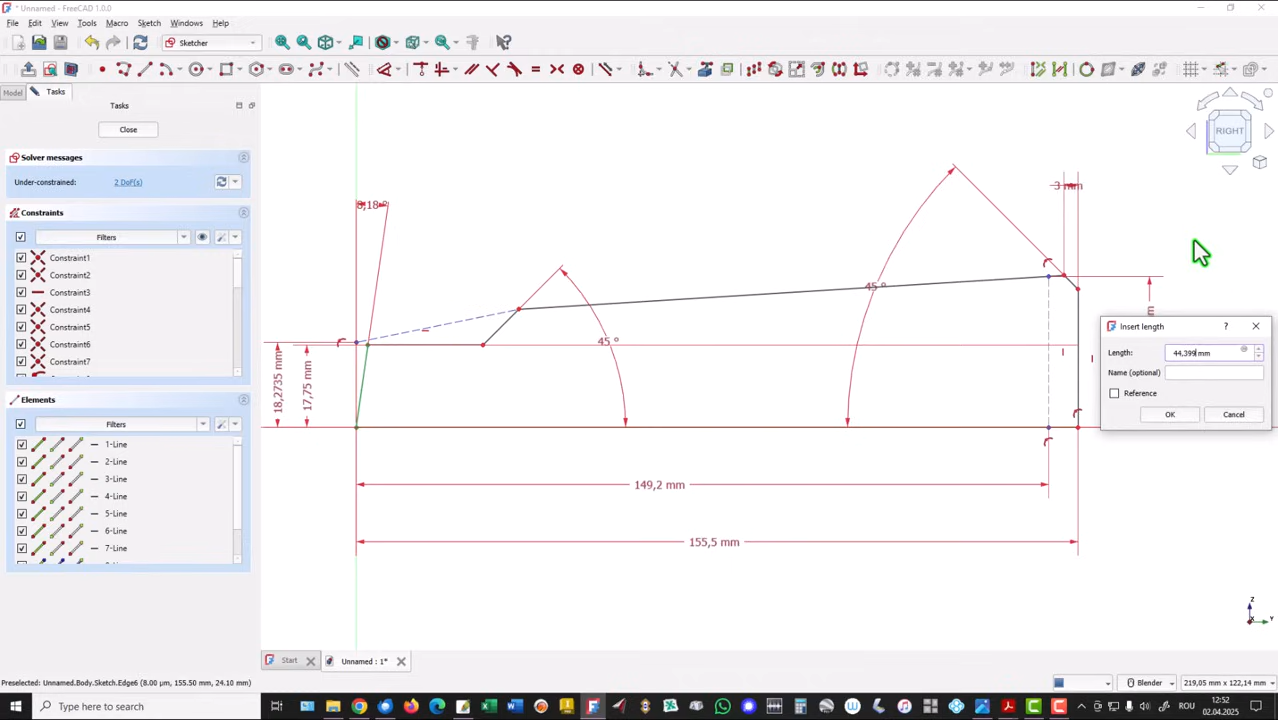 * Unnamed - FreeCAD 1.0.0
File Edit View Tools Macro Sketch Windows Help
Sketcher
Model Tasks
Tasks
Close
Solver messages
Under-constrained: 2 DoF(s)
Constraints
Filters
Constraint1
Constraint2
Constraint3
Constraint4
Constraint5
Constraint6
Constraint7
Elements
Filters
1-Line
2-Line
3-Line
4-Line
5-Line
6-Line
7-Line
RIGHT
3 mm
8,18 °
45 °
45 °
18,2735 mm
17,75 mm
149,2 mm
155,5 mm
Insert length
Length: 44,399 mm
Name (optional)
Reference
OK Cancel
Z
Y
X
Start Unnamed : 1*
Preselected: Unnamed.Body.Sketch.Edge6 (8.00 µm, 155.50 mm, 24.10 mm)
Blender 219,05 mm x 122,14 mm
Type here to search
ROU
12:52
02.04.2025